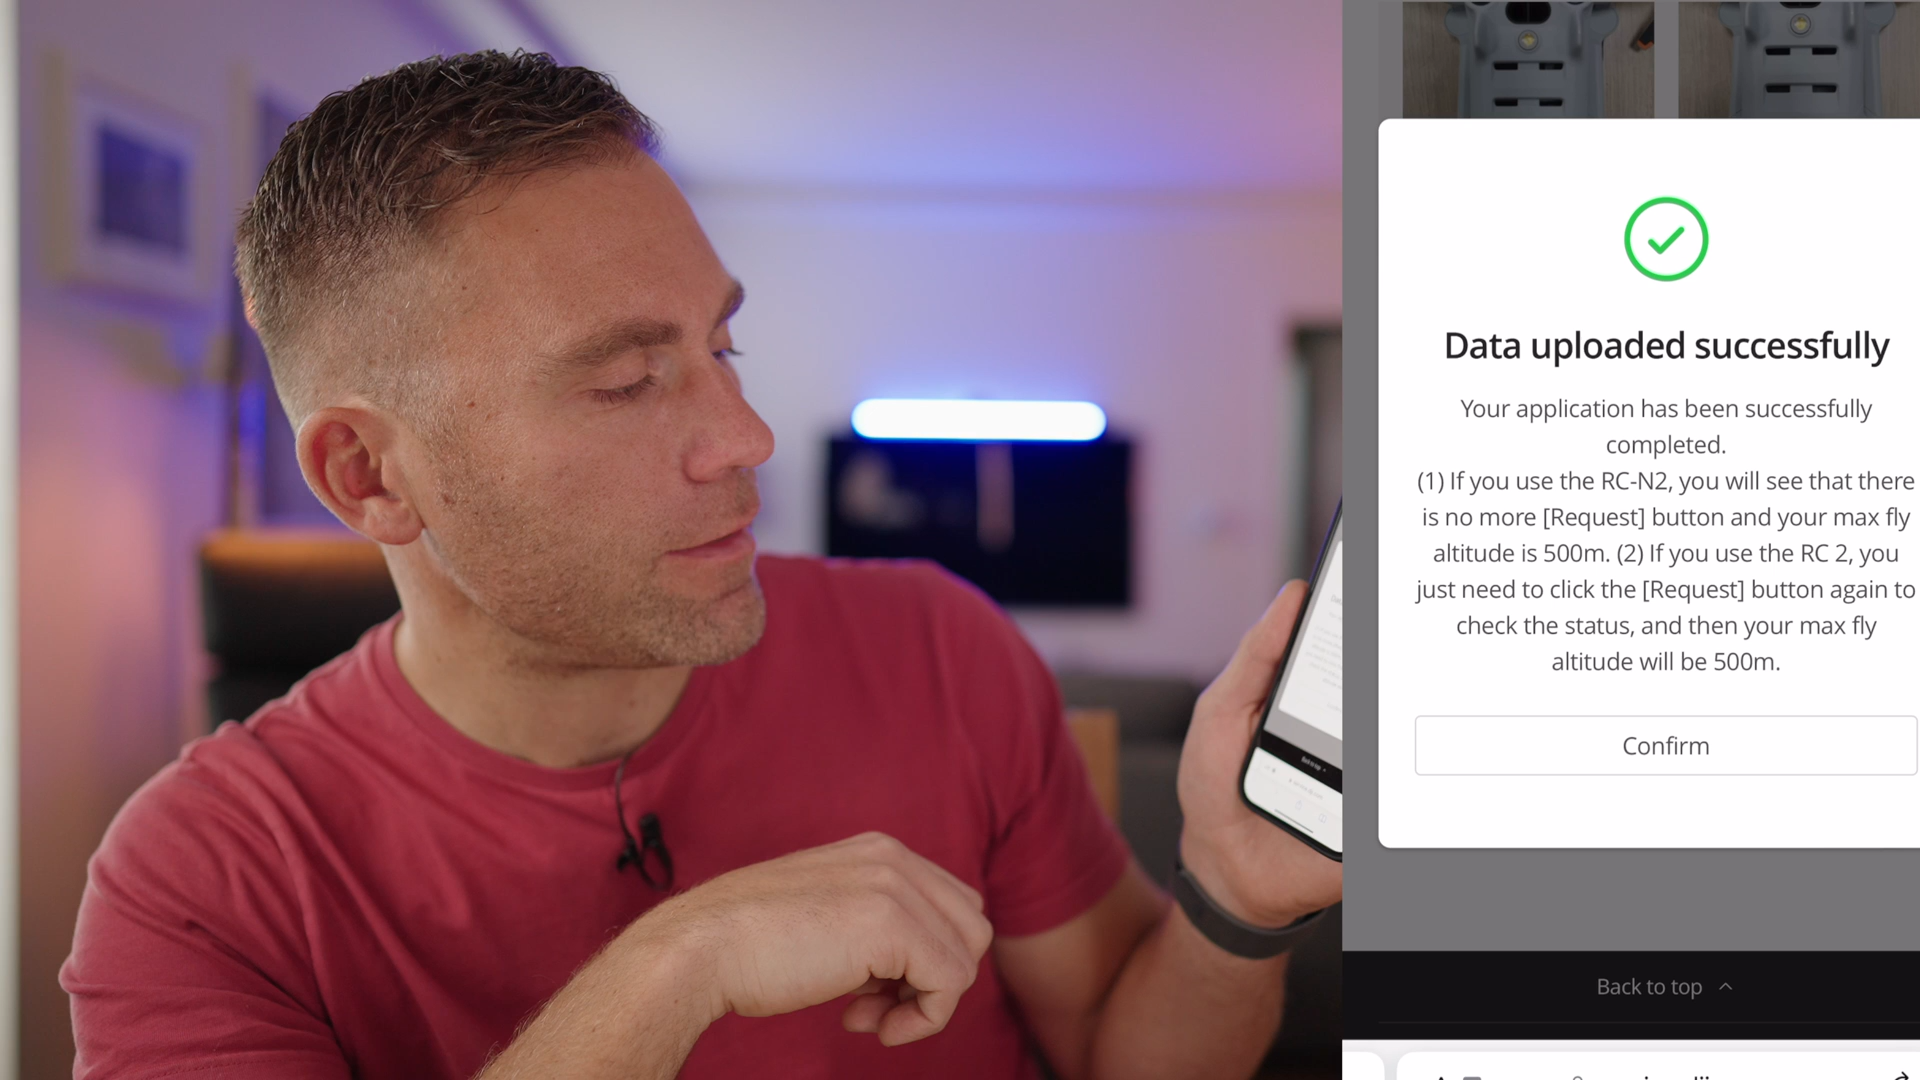 Data uploaded successfully
Your application has been successfully
completed.
(1) If you use the RC-N2, you will see that there
is no more [Request] button and your max fly
altitude is 500m. (2) If you use the RC 2, you
just need to click the [Request] button again to
check the status, and then your max fly
altitude will be 500m.
Confirm
Back to top